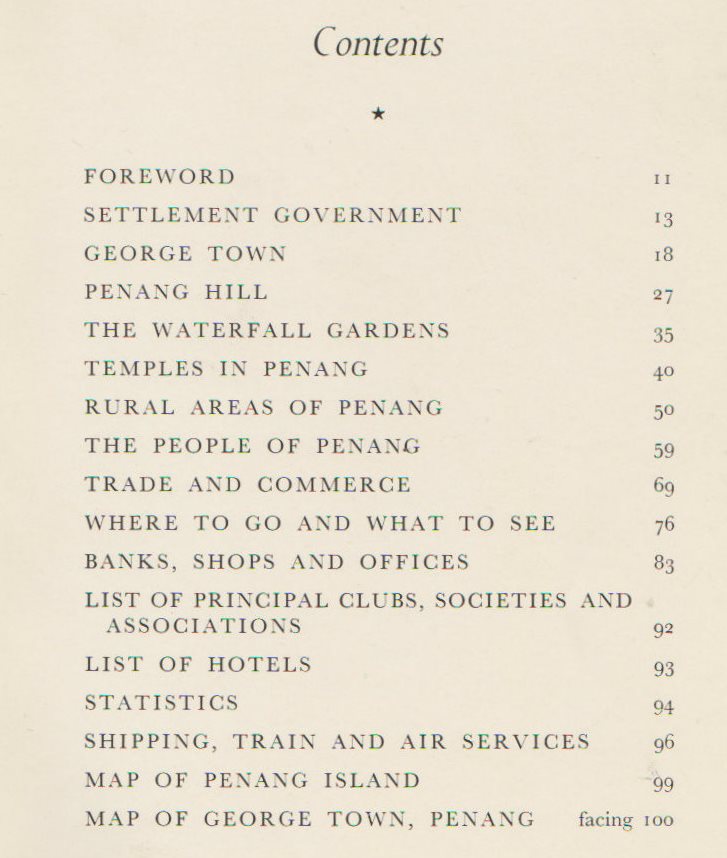 Contents
★
FOREWORD 11
SETTLEMENT GOVERNMENT 13
GEORGE TOWN 18
PENANG HILL 27
THE WATERFALL GARDENS 35
TEMPLES IN PENANG 40
RURAL AREAS OF PENANG 50
THE PEOPLE OF PENANG 59
TRADE AND COMMERCE 69
WHERE TO GO AND WHAT TO SEE 76
BANKS, SHOPS AND OFFICES 83
LIST OF PRINCIPAL CLUBS, SOCIETIES AND
ASSOCIATIONS 92
LIST OF HOTELS 93
STATISTICS 94
SHIPPING, TRAIN AND AIR SERVICES 96
MAP OF PENANG ISLAND 99
MAP OF GEORGE TOWN, PENANG facing 100